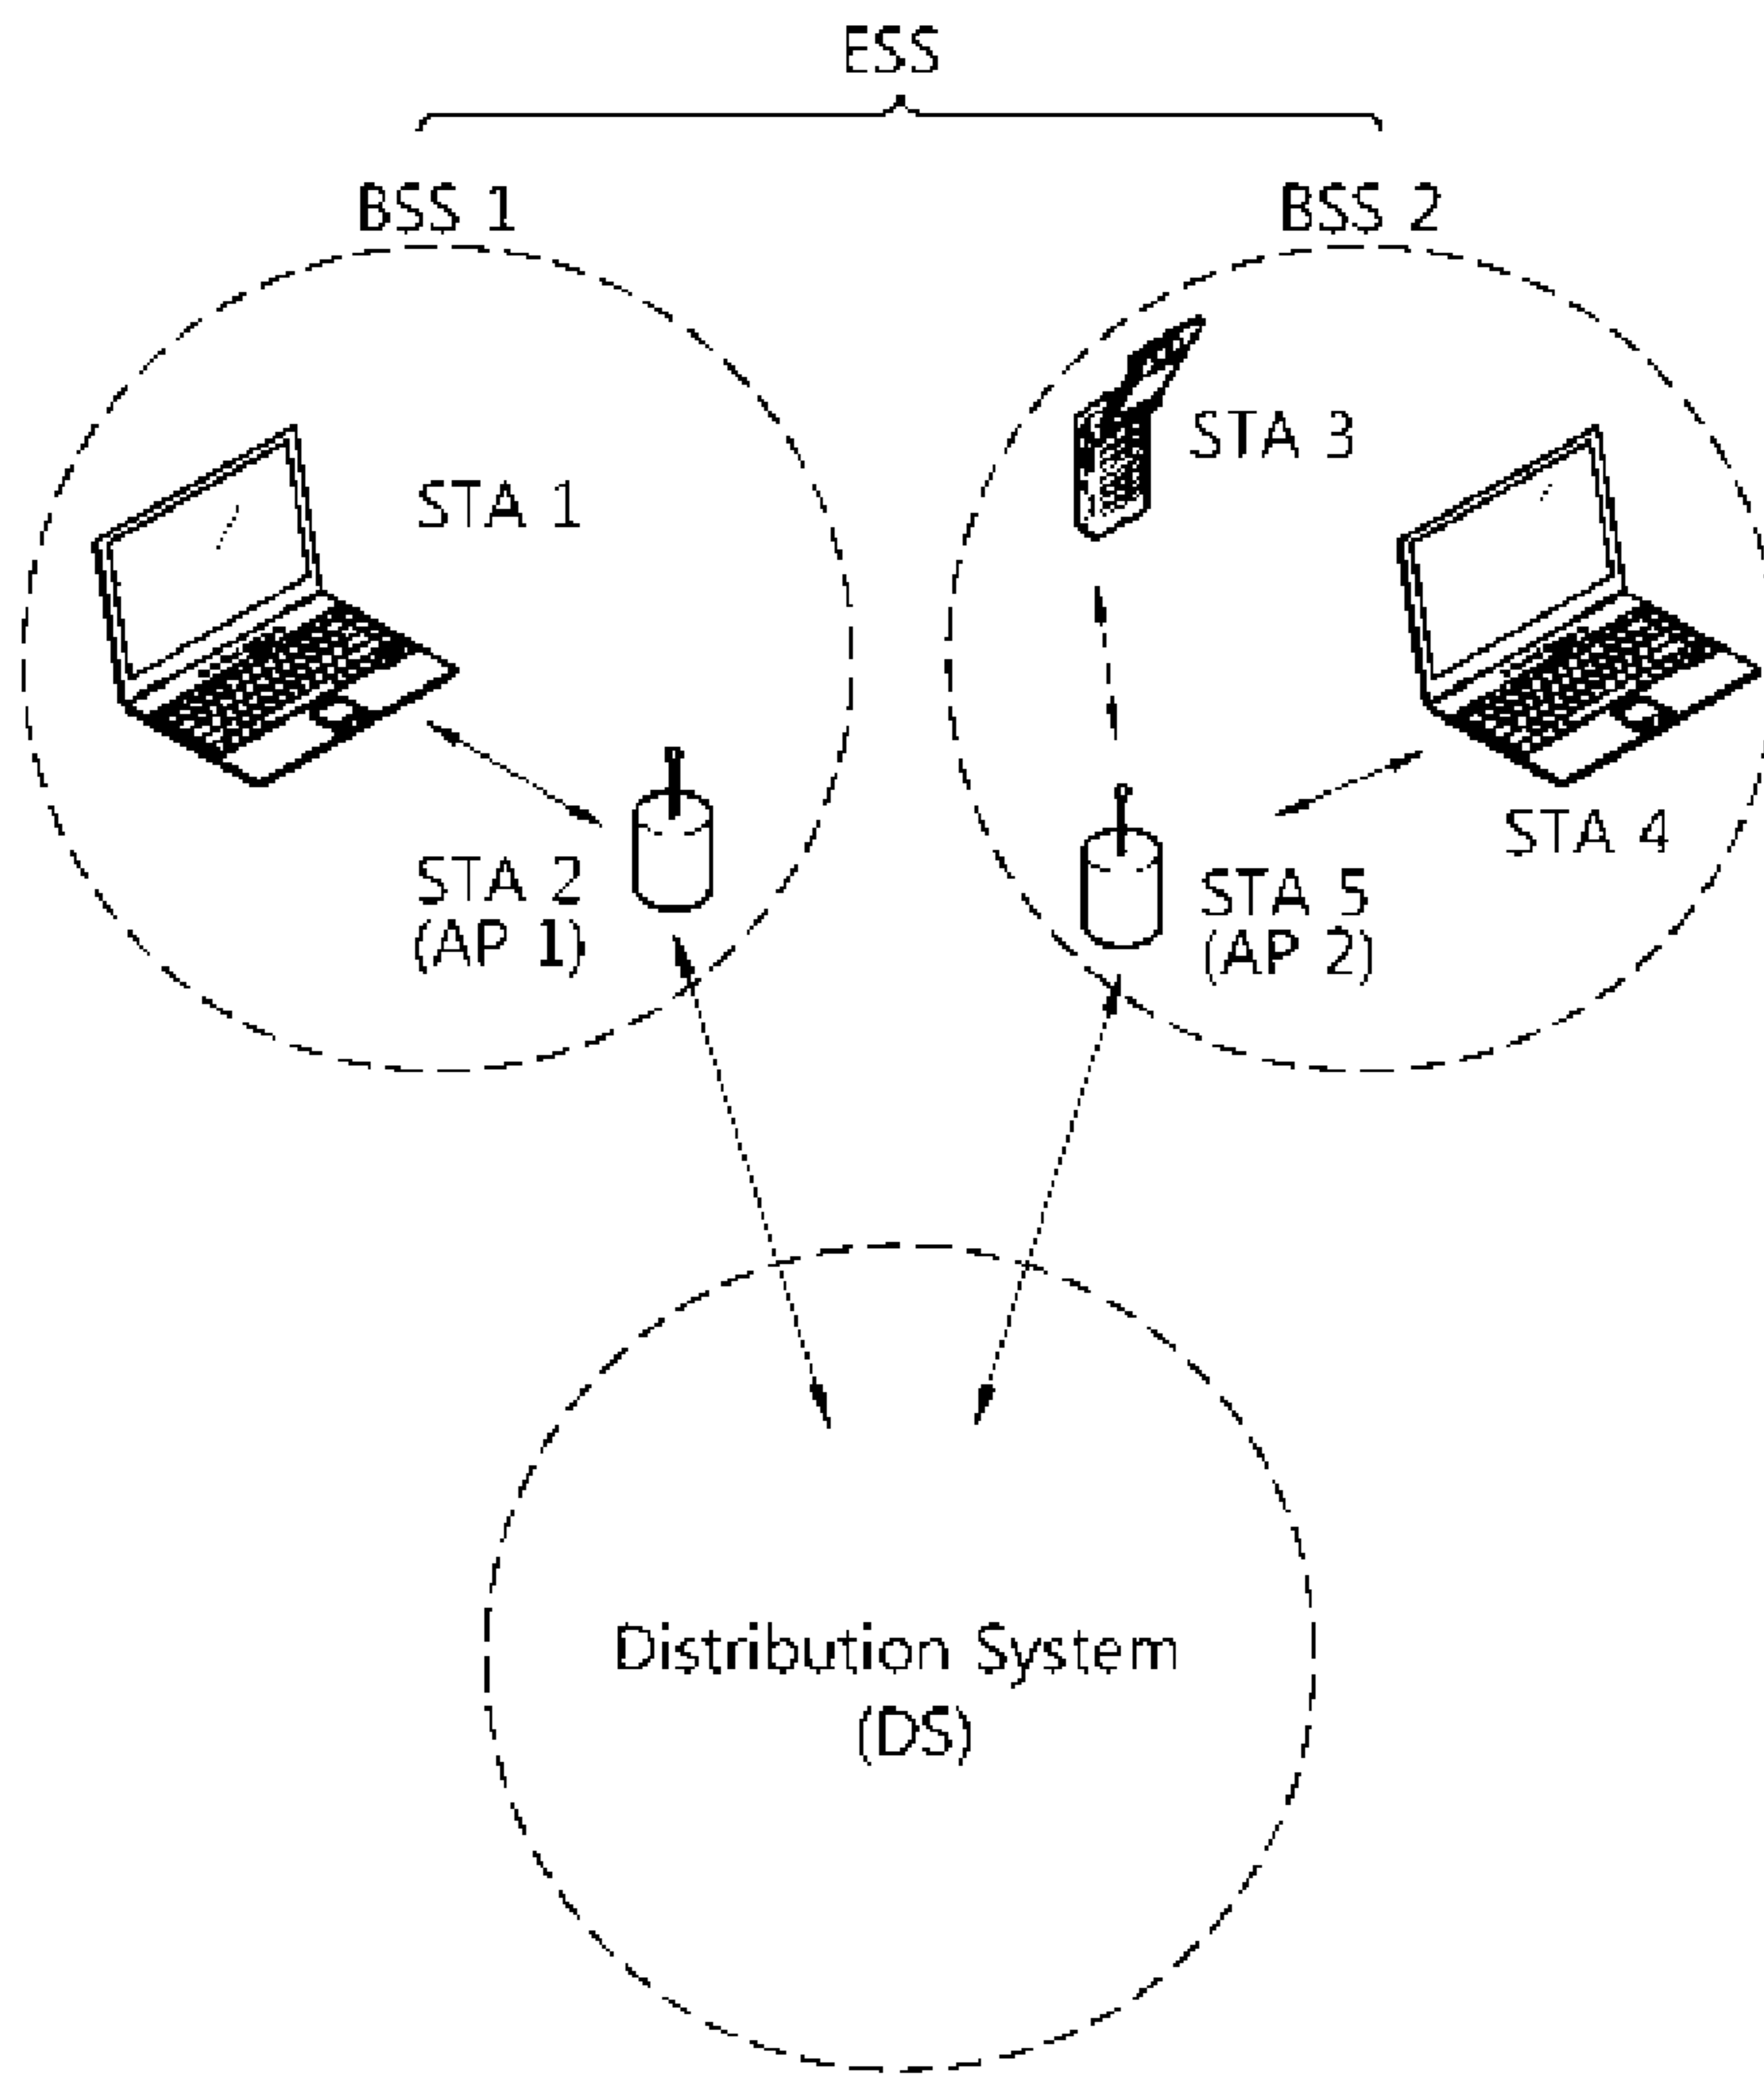 ESS
BSS 1
BSS 2
STA 1
STA 3
STA 4
STA 2
(AP 1)
STA 5
(AP 2)
Distribution System
(DS)